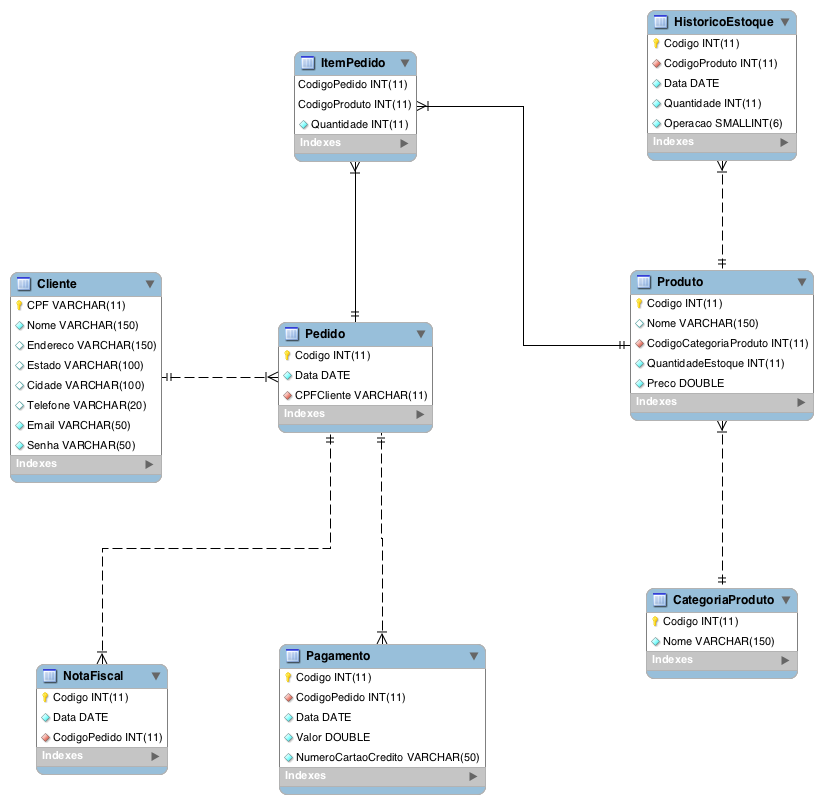 HistoricoEstoque
Codigo INT(11)
CodigoProduto INT(11)
Data DATE
Quantidade INT(11)
Operacao SMALLINT(6)
Indexes
ItemPedido
CodigoPedido INT(11)
CodigoProduto INT(11)
Quantidade INT(11)
Indexes
Cliente
CPF VARCHAR(11)
Nome VARCHAR(150)
Endereco VARCHAR(150)
Estado VARCHAR(100)
Cidade VARCHAR(100)
Telefone VARCHAR(20)
Email VARCHAR(50)
Senha VARCHAR(50)
Indexes
Pedido
Codigo INT(11)
Data DATE
CPFCliente VARCHAR(11)
Indexes
Produto
Codigo INT(11)
Nome VARCHAR(150)
CodigoCategoriaProduto INT(11)
QuantidadeEstoque INT(11)
Preco DOUBLE
Indexes
CategoriaProduto
Codigo INT(11)
Nome VARCHAR(150)
Indexes
NotaFiscal
Codigo INT(11)
Data DATE
CodigoPedido INT(11)
Indexes
Pagamento
Codigo INT(11)
CodigoPedido INT(11)
Data DATE
Valor DOUBLE
NumeroCartaoCredito VARCHAR(50)
Indexes